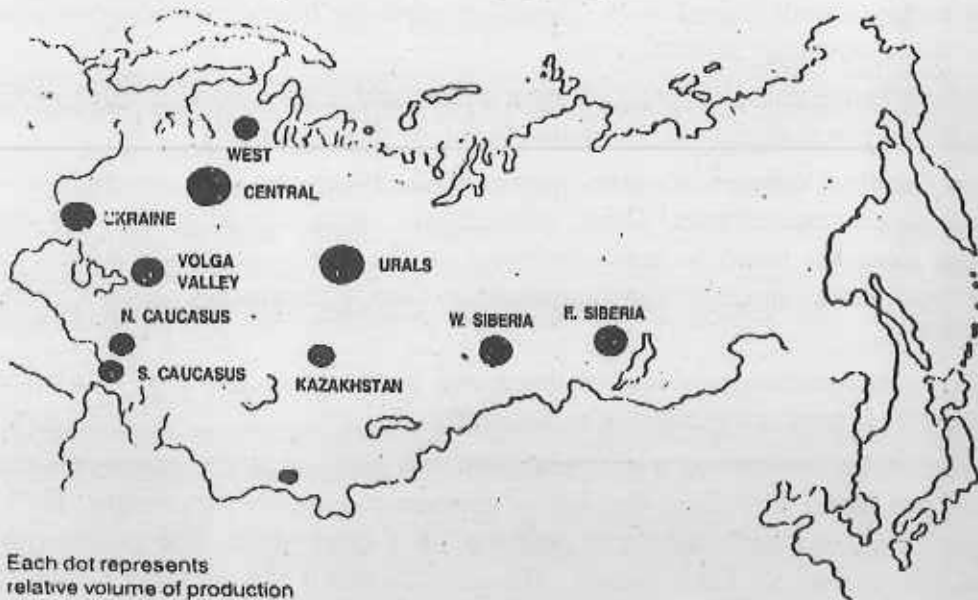 WEST
CENTRAL
UKRAINE
VOLGA
VALLEY
URALS
N. CAUCASUS
W. SIBERIA
E. SIBERIA
S. CAUCASUS
KAZAKHSTAN
Each dot represents
relative volume of production